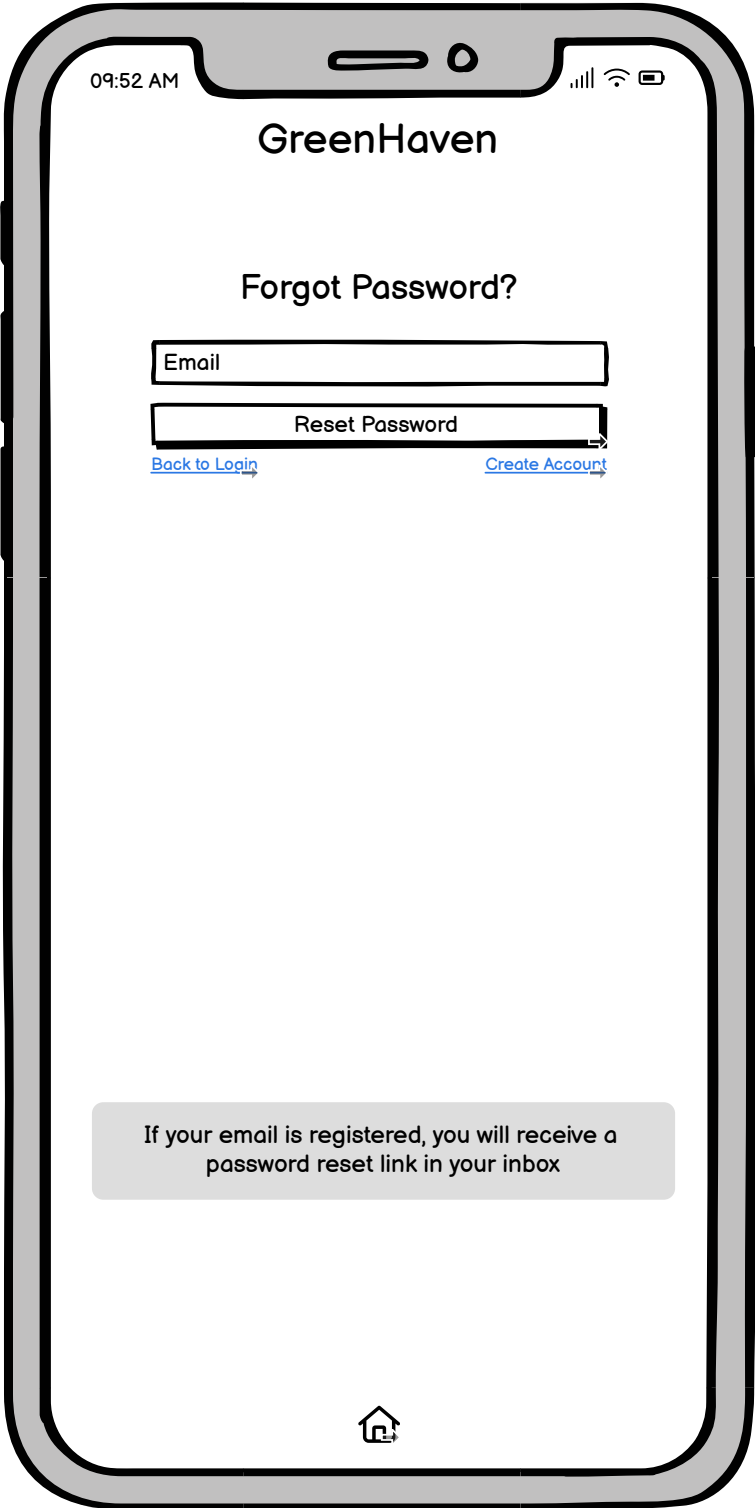 09:52 AM
GreenHaven
Forgot Password?
Email
Reset Password
Back to Login
Create Account
If your email is registered, you will receive a
password reset link in your inbox